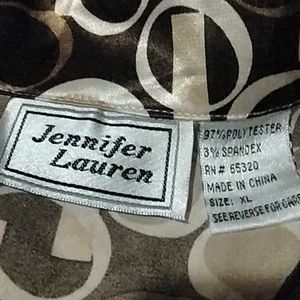 Jennifer
Lauren
97% POLYESTER
3% SPANDEX
RN# 65320
MADE IN CHINA
SIZE: XL
SEE REVERSE FOR CARE